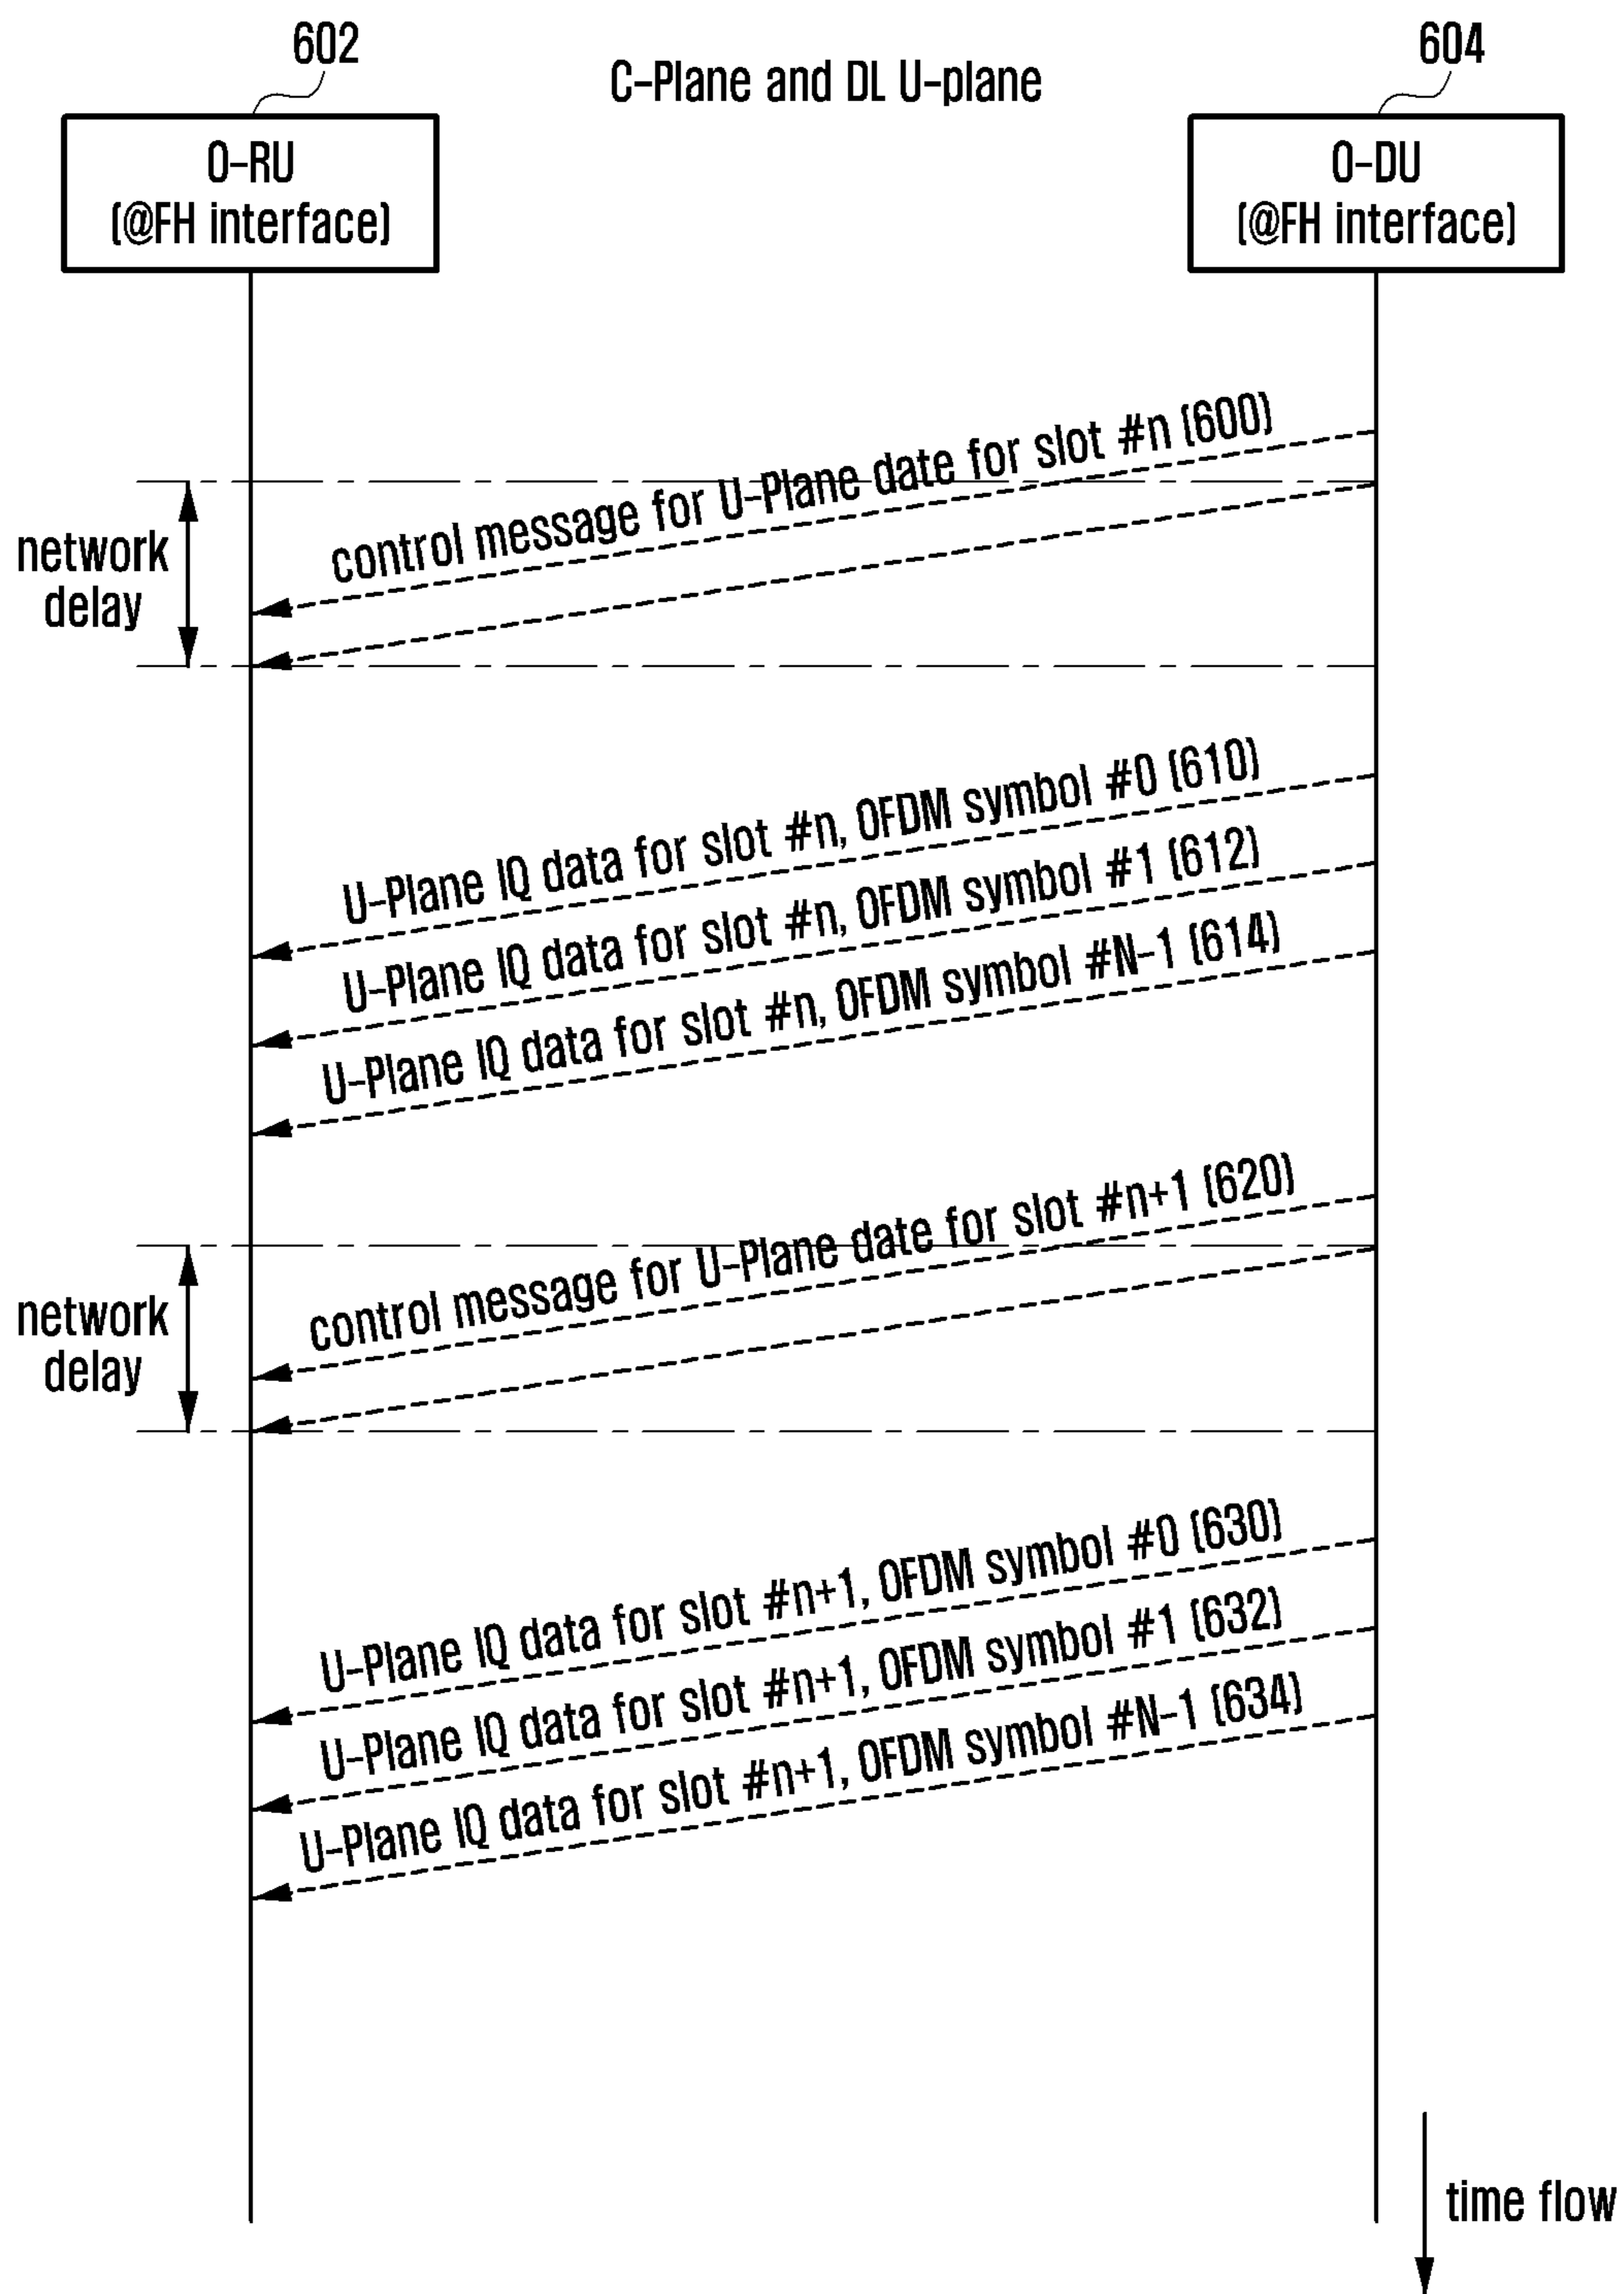 602
C-Plane and DL U-plane
604
O-RU
(@FH interface)
O-DU
(@FH interface)
control message for U-Plane date for slot #n (600)
network
delay
U-Plane IQ data for slot #n, OFDM symbol #0 (610)
U-Plane IQ data for slot #n, OFDM symbol #1 (612)
U-Plane IQ data for slot #n, OFDM symbol #N-1 (614)
control message for U-Plane date for slot #n+1 (620)
network
delay
U-Plane IQ data for slot #n+1, OFDM symbol #0 (630)
U-Plane IQ data for slot #n+1, OFDM symbol #1 (632)
U-Plane IQ data for slot #n+1, OFDM symbol #N-1 (634)
time flow